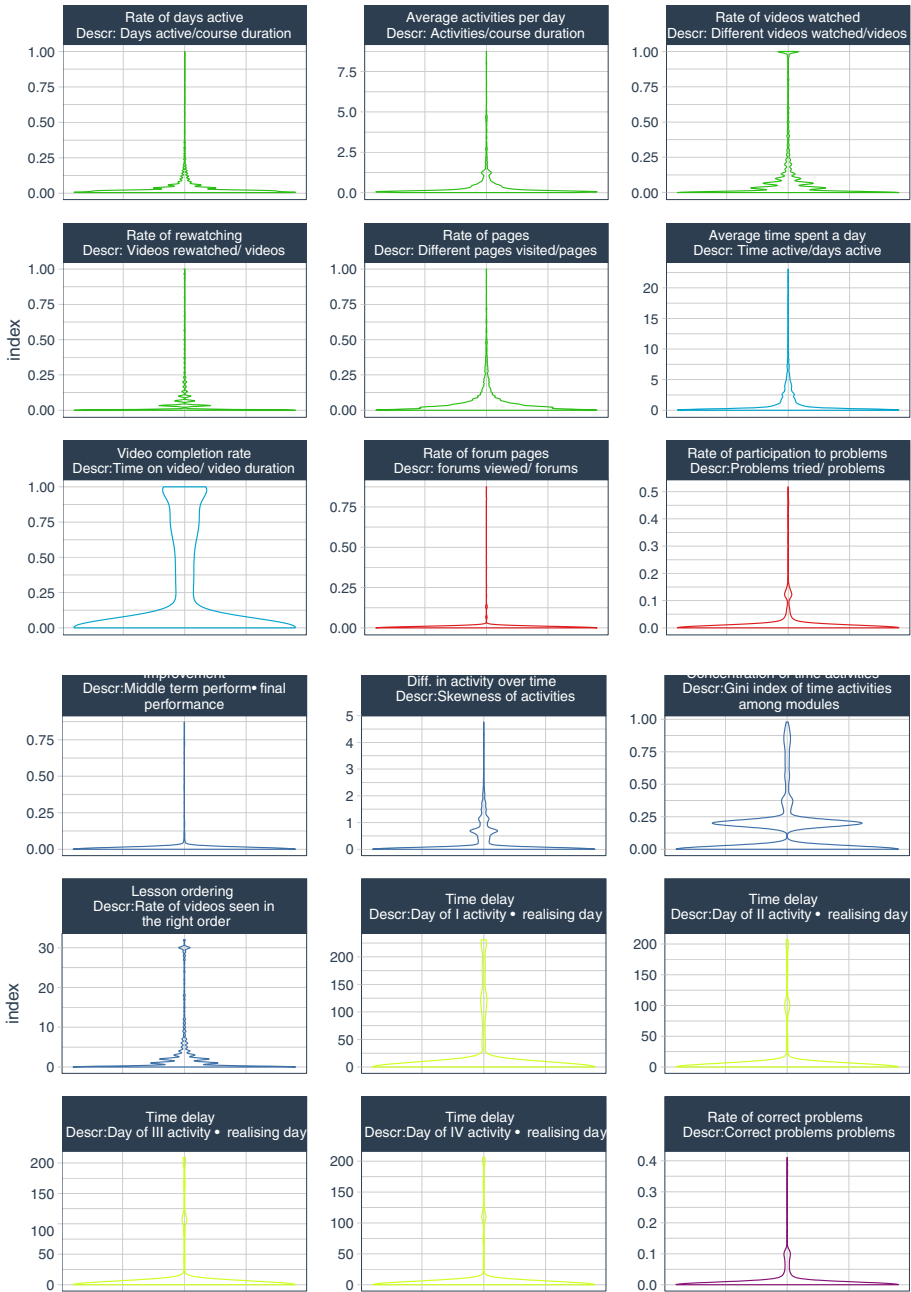 Rate of days active
Descr: Days active/course duration
1.00
0.75
0.50
0.25
0.00
Average activities per day
Descr: Activities/course duration
7.5
5.0
2.5
0.0
Rate of videos watched
Descr: Different videos watched/videos
1.00
0.75
0.50
0.25
0.00
index
Rate of rewatching
Descr: Videos rewatched/ videos
1.00
0.75
0.50
0.25
0.00
Rate of pages
Descr: Different pages visited/pages
1.00
0.75
0.50
0.25
0.00
Average time spent a day
Descr: Time active/days active
20
15
10
5
0
Video completion rate
Descr:Time on video/ video duration
1.00
0.75
0.50
0.25
0.00
Rate of forum pages
Descr: forums viewed/ forums
0.75
0.50
0.25
0.00
Rate of participation to problems
Descr:Problems tried/ problems
0.5
0.4
0.3
0.2
0.1
0.0
Improvement
Descr:Middle term perform• final
performance
0.75
0.50
0.25
0.00
Diff. in activity over time
Descr:Skewness of activities
5
4
3
2
1
0
Concentration of time activities
Descr:Gini index of time activities
among modules
1.00
0.75
0.50
0.25
0.00
index
Lesson ordering
Descr:Rate of videos seen in
the right order
30
20
10
0
Time delay
Descr:Day of I activity • realising day
200
150
100
50
0
Time delay
Descr:Day of II activity • realising day
200
150
100
50
0
Time delay
Descr:Day of III activity • realising day
200
150
100
50
0
Time delay
Descr:Day of IV activity • realising day
200
150
100
50
0
Rate of correct problems
Descr:Correct problems problems
0.4
0.3
0.2
0.1
0.0